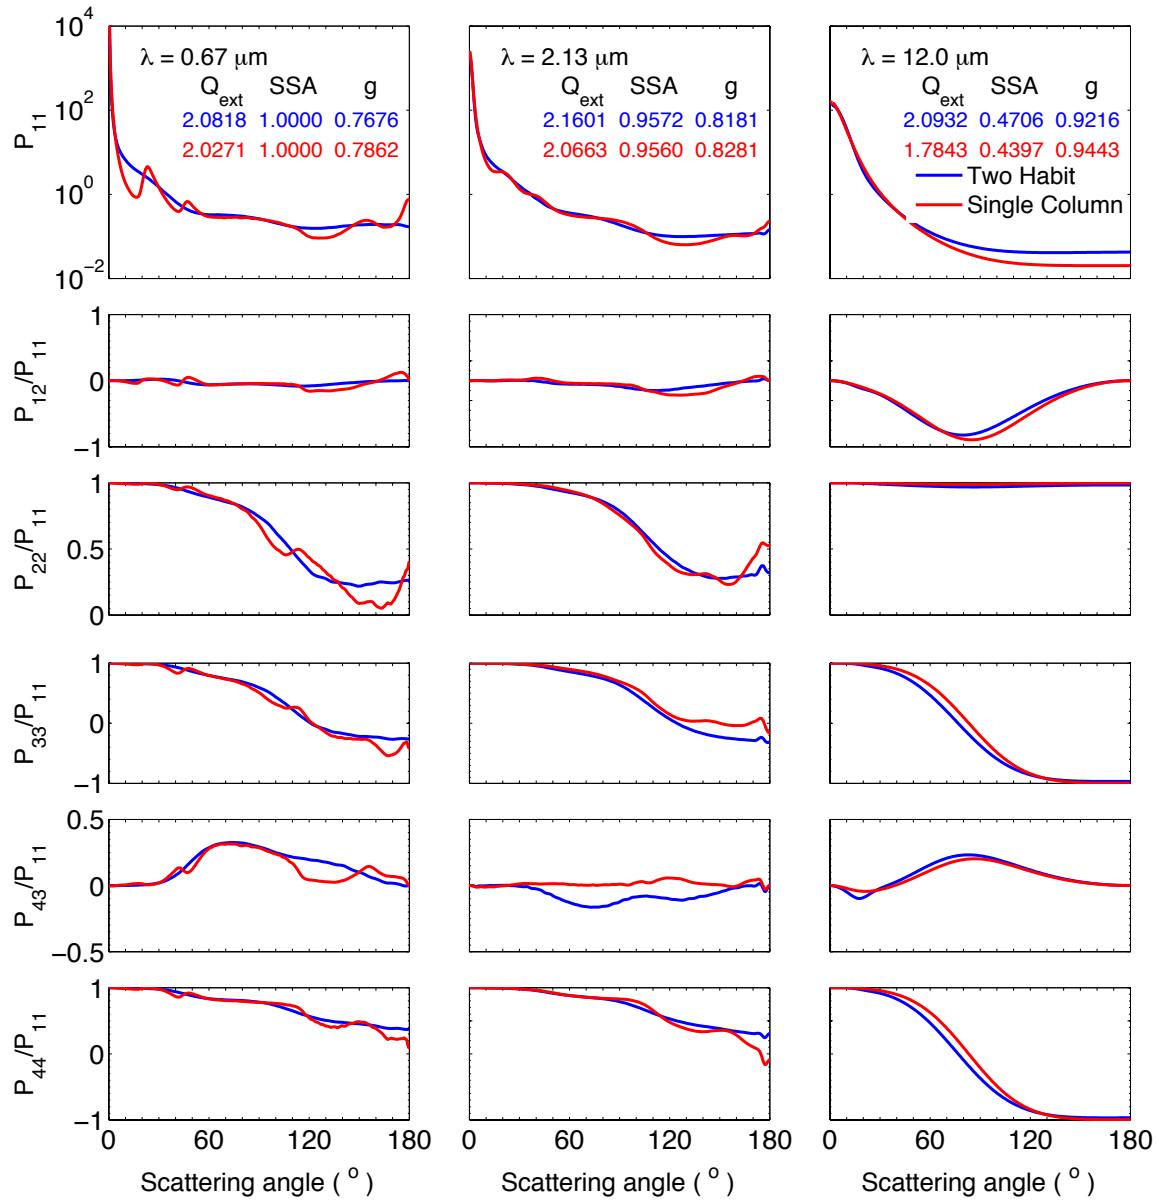 λ = 0.67 μm
Q_ext SSA g
2.0818 1.0000 0.7676
2.0271 1.0000 0.7862
λ = 2.13 μm
Q_ext SSA g
2.1601 0.9572 0.8181
2.0663 0.9560 0.8281
λ = 12.0 μm
Q_ext SSA g
2.0932 0.4706 0.9216
1.7843 0.4397 0.9443
Two Habit
Single Column
P_11
10^4
10^2
10^0
10^−2
P_12/P_11
1
0
−1
P_22/P_11
1
0.5
0
P_33/P_11
1
0
−1
P_43/P_11
0.5
0
−0.5
P_44/P_11
1
0
−1
0 60 120 180
0 60 120 180
0 60 120 180
Scattering angle ( ° )
Scattering angle ( ° )
Scattering angle ( ° )